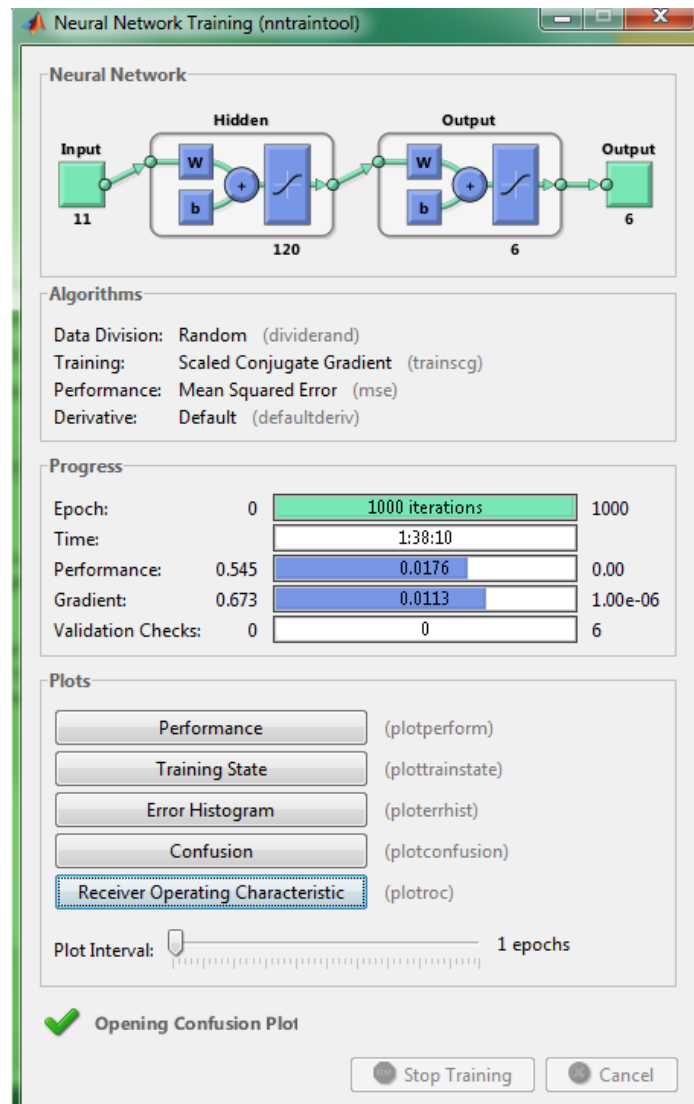 Neural Network Training (nntraintool)
Neural Network
Hidden
Output
Input
Output
W
b
+
W
b
+
11
120
6
6
Algorithms
Data Division: Random (dividerand)
Training: Scaled Conjugate Gradient (trainscg)
Performance: Mean Squared Error (mse)
Derivative: Default (defaultderiv)
Progress
Epoch: 0 1000 iterations 1000
Time: 1:38:10
Performance: 0.545 0.0176 0.00
Gradient: 0.673 0.0113 1.00e-06
Validation Checks: 0 0 6
Plots
Performance (plotperform)
Training State (plottrainstate)
Error Histogram (ploterrhist)
Confusion (plotconfusion)
Receiver Operating Characteristic (plotroc)
Plot Interval: 1 epochs
Opening Confusion Plot
Stop Training Cancel